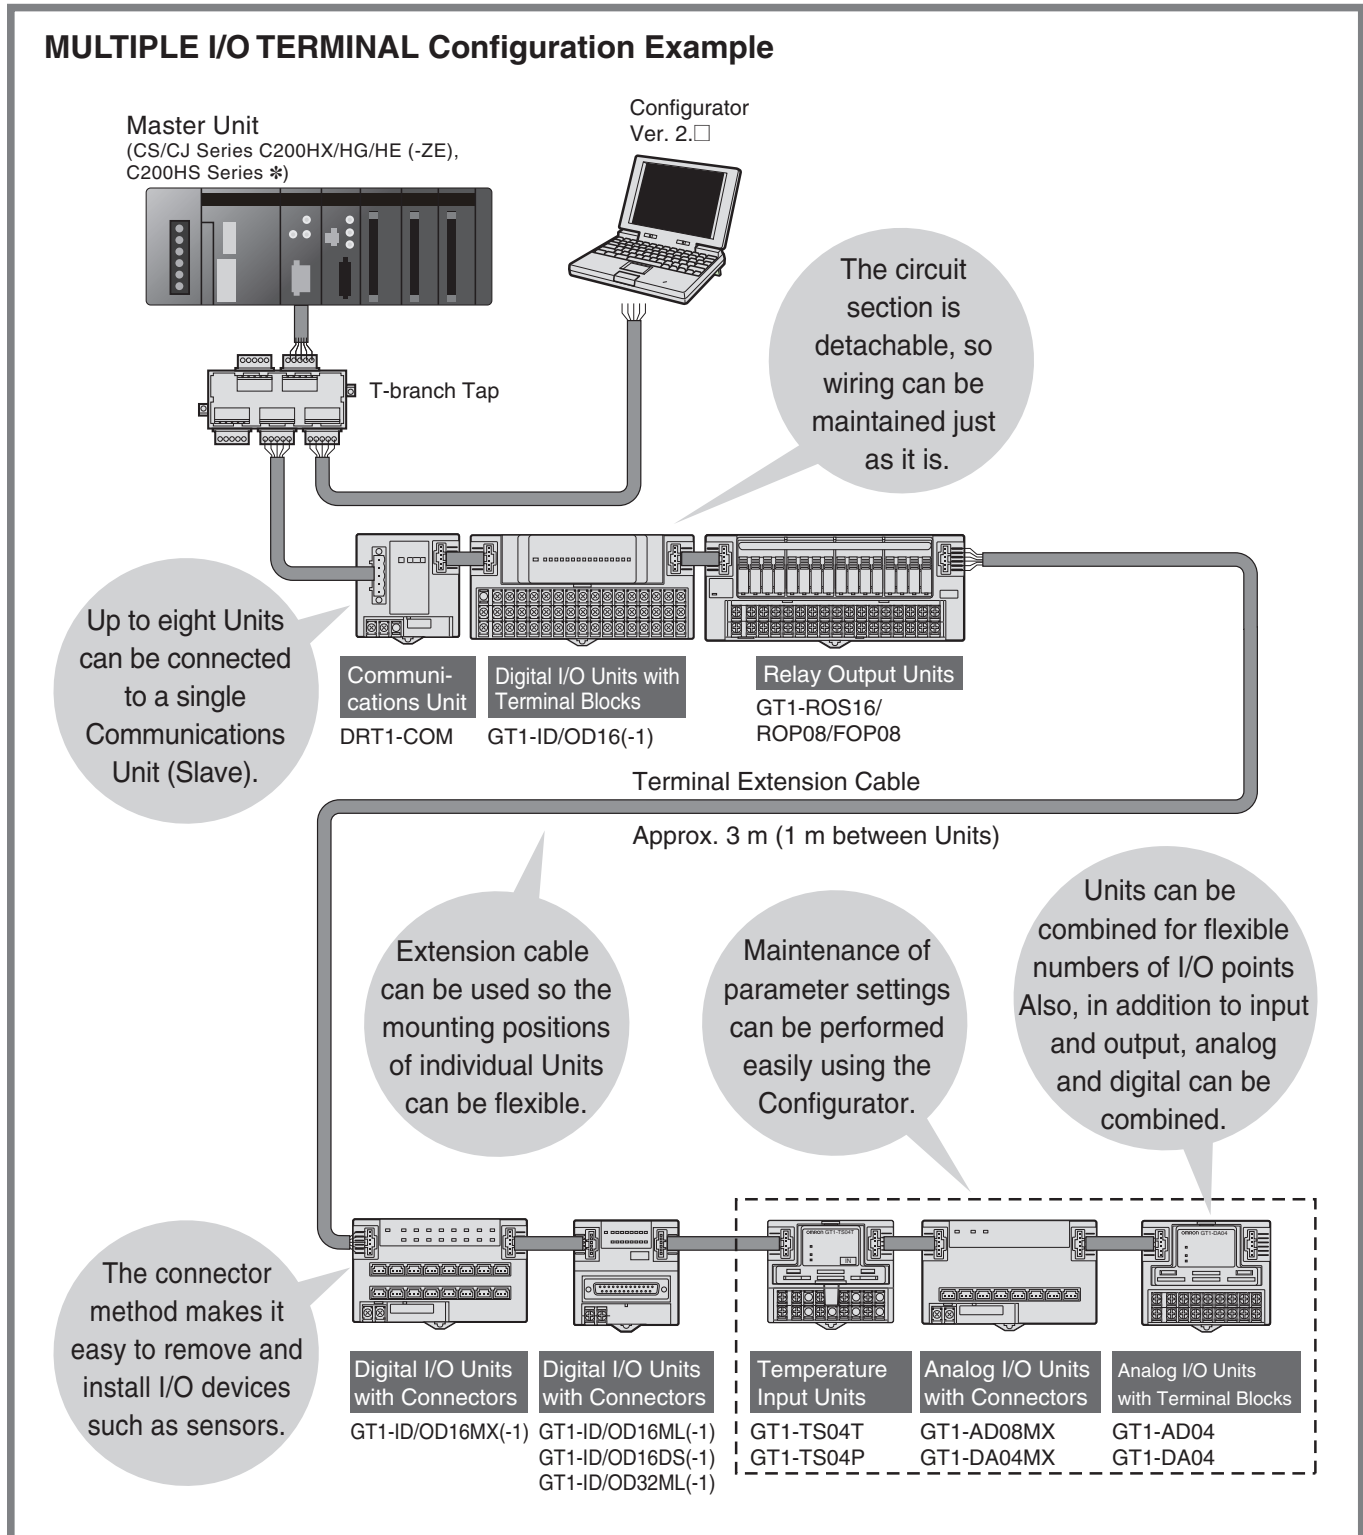 MULTIPLE I/O TERMINAL Configuration Example
Master Unit
(CS/CJ Series C200HX/HG/HE (-ZE),
C200HS Series ✻)
Configurator
Ver. 2.□
The circuit
section is
detachable, so
wiring can be
maintained just
as it is.
T-branch Tap
Up to eight Units
can be connected
to a single
Communications
Unit (Slave).
Communi-
cations Unit
DRT1-COM
Digital I/O Units with
Terminal Blocks
GT1-ID/OD16(-1)
Relay Output Units
GT1-ROS16/
ROP08/FOP08
Terminal Extension Cable
Approx. 3 m (1 m between Units)
Extension cable
can be used so the
mounting positions
of individual Units
can be flexible.
Maintenance of
parameter settings
can be performed
easily using the
Configurator.
Units can be
combined for flexible
numbers of I/O points
Also, in addition to input
and output, analog
and digital can be
combined.
The connector
method makes it
easy to remove and
install I/O devices
such as sensors.
OMRON GT1-TS04T
IN
OMRON GT1-DA04
Digital I/O Units
with Connectors
GT1-ID/OD16MX(-1)
Digital I/O Units
with Connectors
GT1-ID/OD16ML(-1)
GT1-ID/OD16DS(-1)
GT1-ID/OD32ML(-1)
Temperature
Input Units
GT1-TS04T
GT1-TS04P
Analog I/O Units
with Connectors
GT1-AD08MX
GT1-DA04MX
Analog I/O Units
with Terminal Blocks
GT1-AD04
GT1-DA04